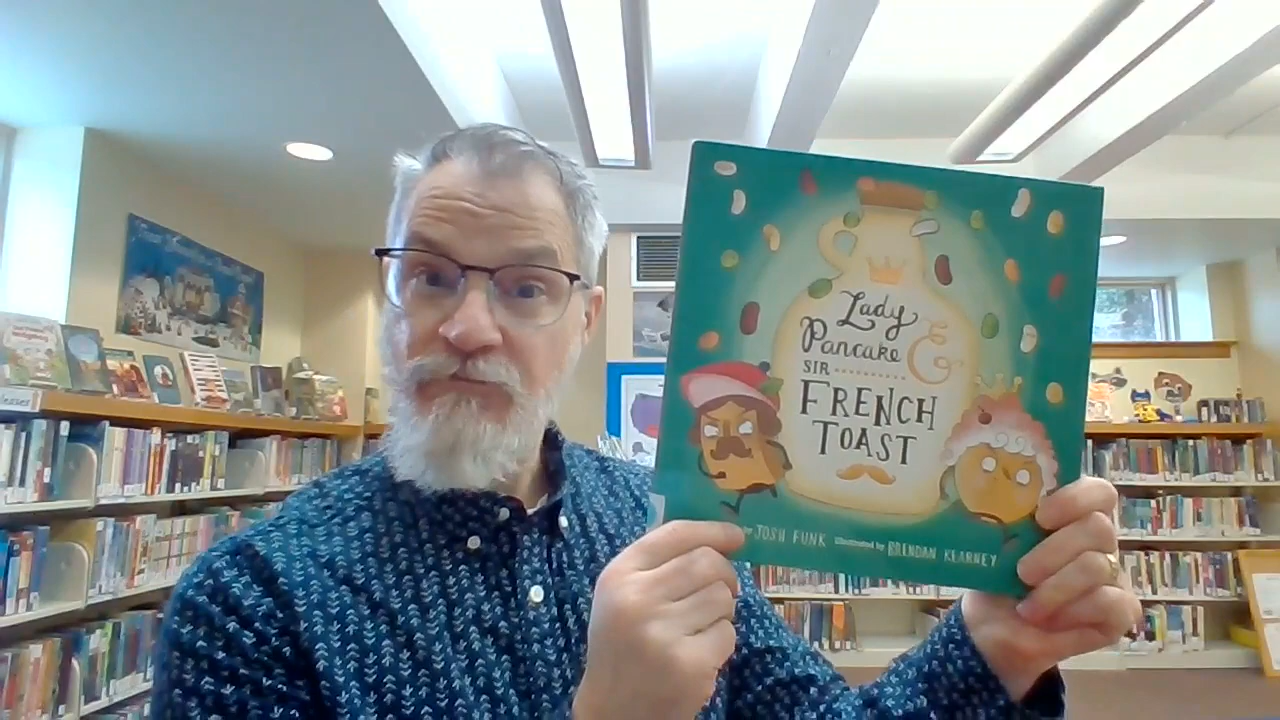 Lady
Pancake &
SIR
FRENCH
TOAST
by JOSH FUNK Illustrated by BRENDAN KEARNEY